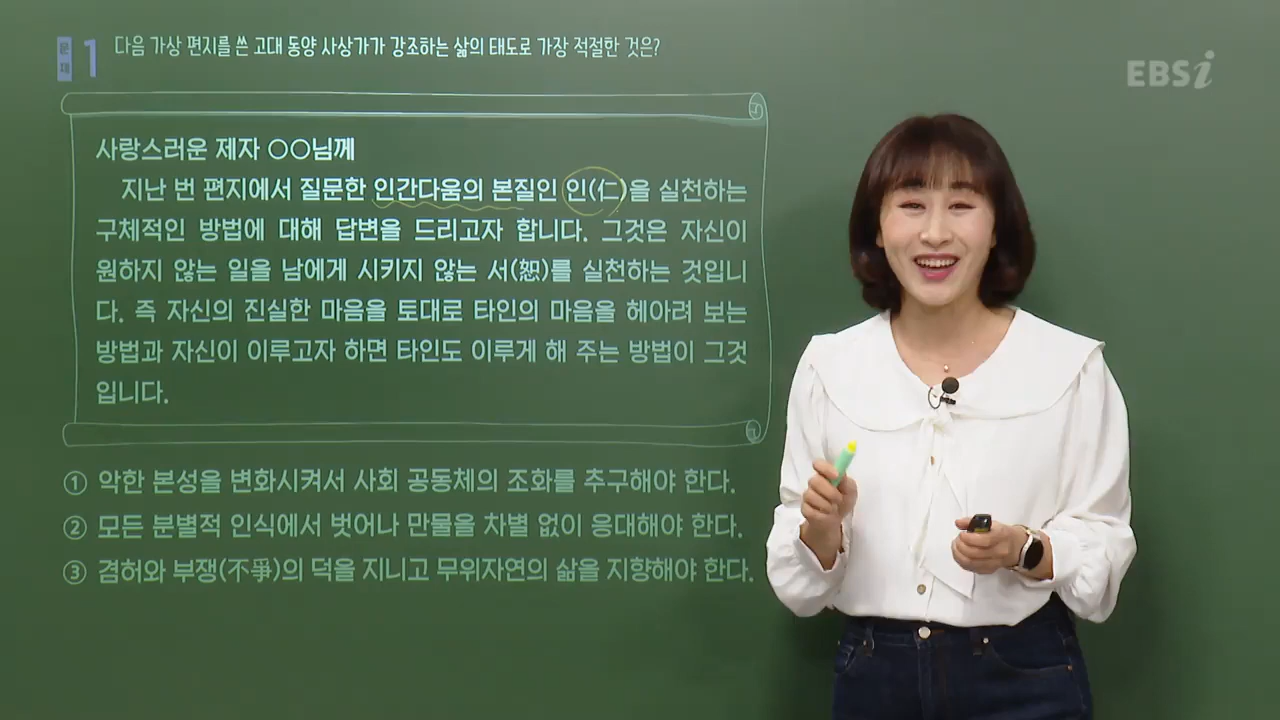 문제 1 다음 가상 편지를 쓴 고대 동양 사상가가 강조하는 삶의 태도로 가장 적절한 것은?
EBSi
사랑스러운 제자 ○○님께
지난 번 편지에서 질문한 인간다움의 본질인 인(仁)을 실천하는
구체적인 방법에 대해 답변을 드리고자 합니다. 그것은 자신이
원하지 않는 일을 남에게 시키지 않는 서(恕)를 실천하는 것입니
다. 즉 자신의 진실한 마음을 토대로 타인의 마음을 헤아려 보는
방법과 자신이 이루고자 하면 타인도 이루게 해 주는 방법이 그것
입니다.
① 악한 본성을 변화시켜서 사회 공동체의 조화를 추구해야 한다.
② 모든 분별적 인식에서 벗어나 만물을 차별 없이 응대해야 한다.
③ 겸허와 부쟁(不爭)의 덕을 지니고 무위자연의 삶을 지향해야 한다.